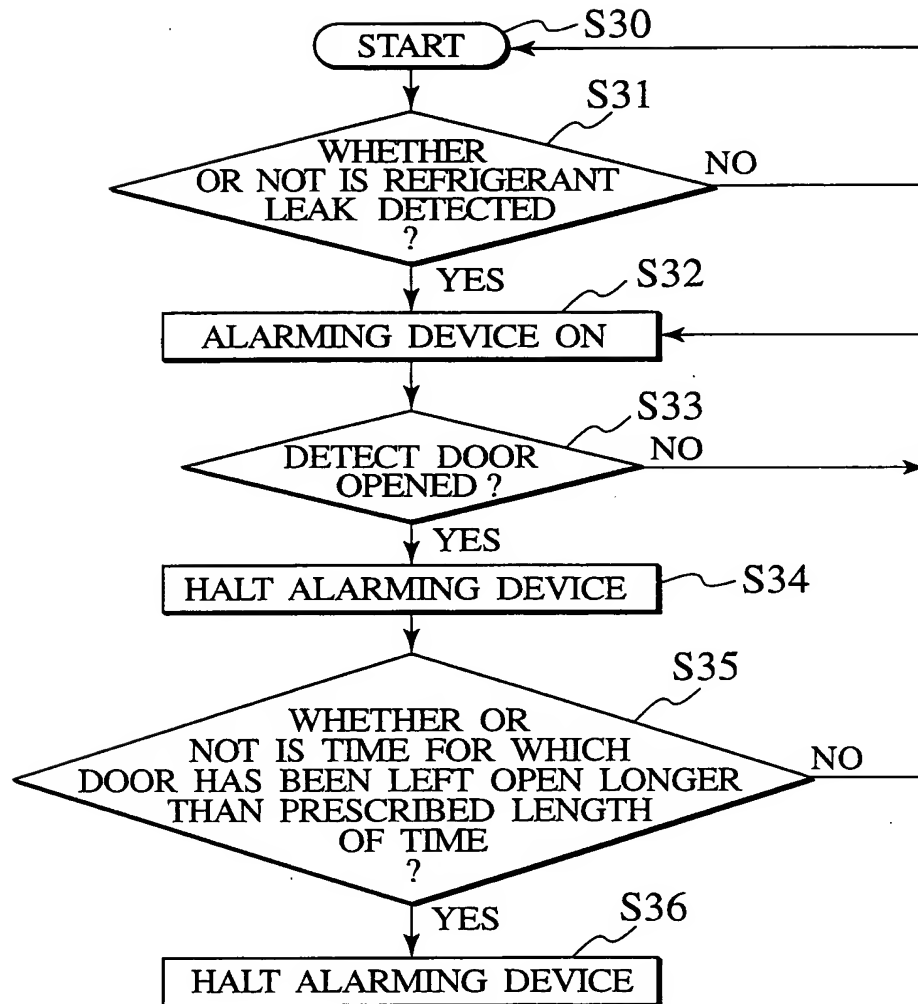 START
S30
S31
WHETHER
OR NOT IS REFRIGERANT
LEAK DETECTED
?
NO
YES
S32
ALARMING DEVICE ON
S33
DETECT DOOR
OPENED ?
NO
YES
HALT ALARMING DEVICE
S34
S35
WHETHER OR
NOT IS TIME FOR WHICH
DOOR HAS BEEN LEFT OPEN LONGER
THAN PRESCRIBED LENGTH
OF TIME
?
NO
YES
S36
HALT ALARMING DEVICE